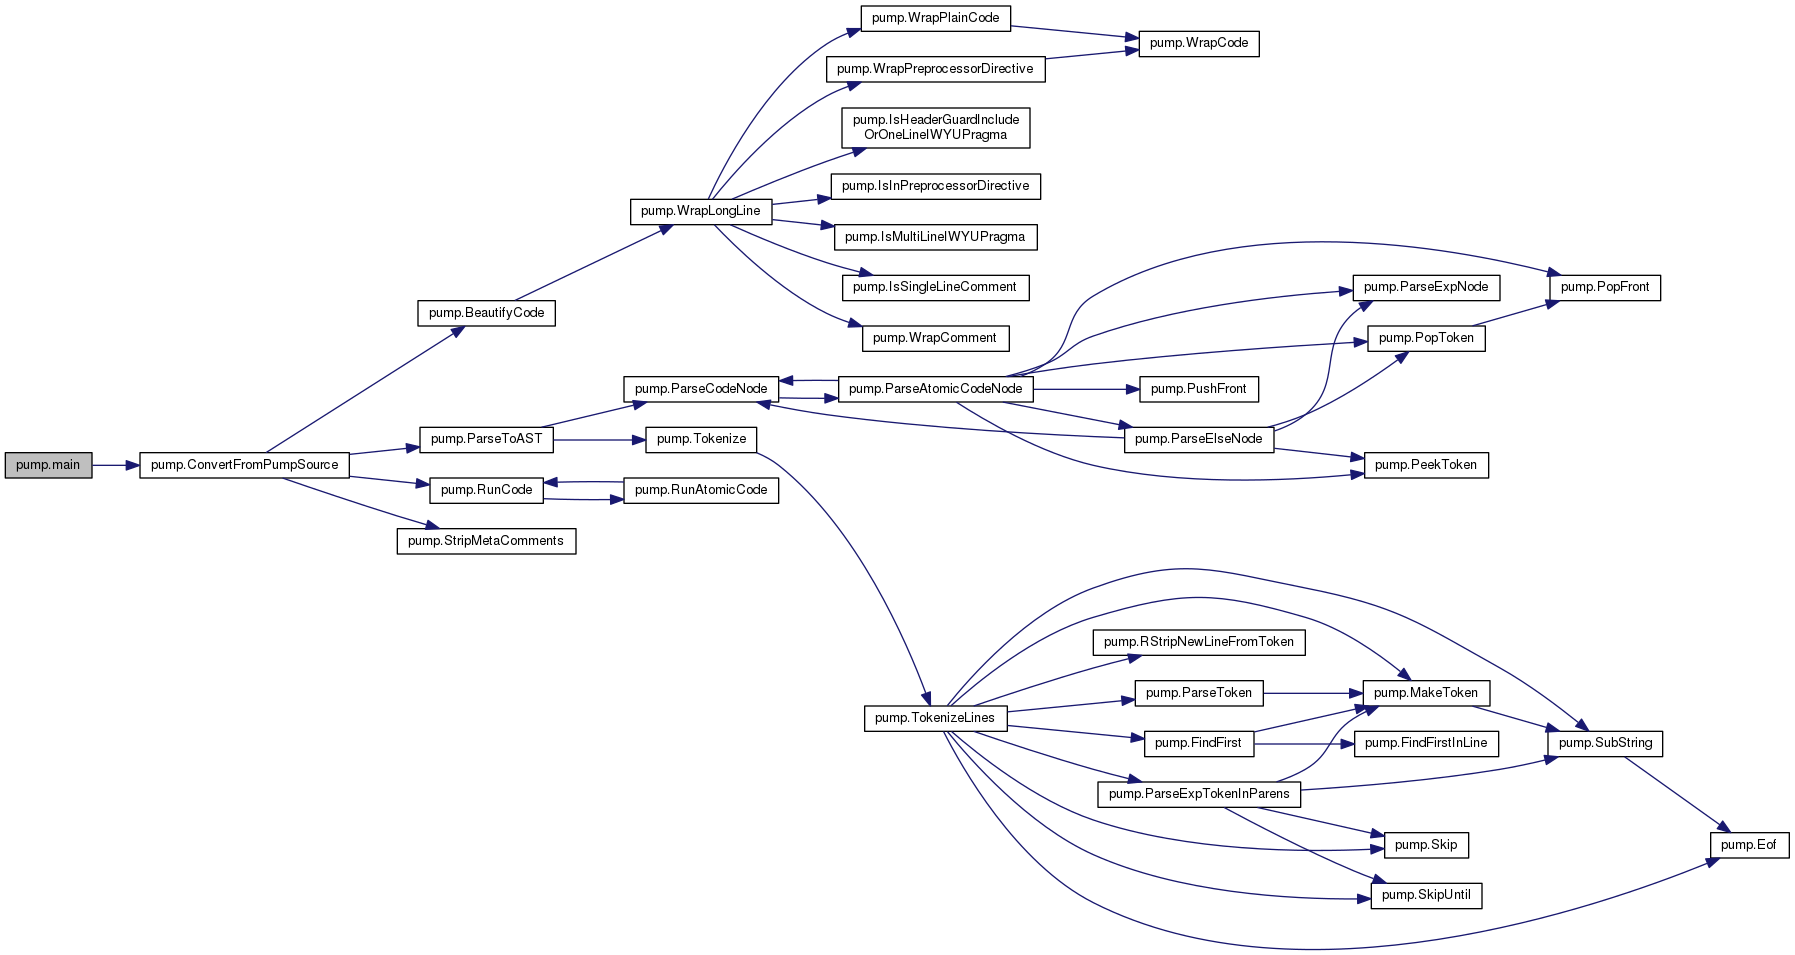 pump.WrapPlainCode
pump.WrapCode
pump.WrapPreprocessorDirective
pump.IsHeaderGuardInclude
OrOneLineIWYUPragma
pump.IsInPreprocessorDirective
pump.WrapLongLine
pump.IsMultiLineIWYUPragma
pump.IsSingleLineComment
pump.ParseExpNode
pump.PopFront
pump.BeautifyCode
pump.WrapComment
pump.PopToken
pump.ParseCodeNode
pump.ParseAtomicCodeNode
pump.PushFront
pump.ParseToAST
pump.Tokenize
pump.ParseElseNode
pump.main
pump.ConvertFromPumpSource
pump.PeekToken
pump.RunCode
pump.RunAtomicCode
pump.StripMetaComments
pump.RStripNewLineFromToken
pump.ParseToken
pump.MakeToken
pump.TokenizeLines
pump.FindFirst
pump.FindFirstInLine
pump.SubString
pump.ParseExpTokenInParens
pump.Skip
pump.Eof
pump.SkipUntil